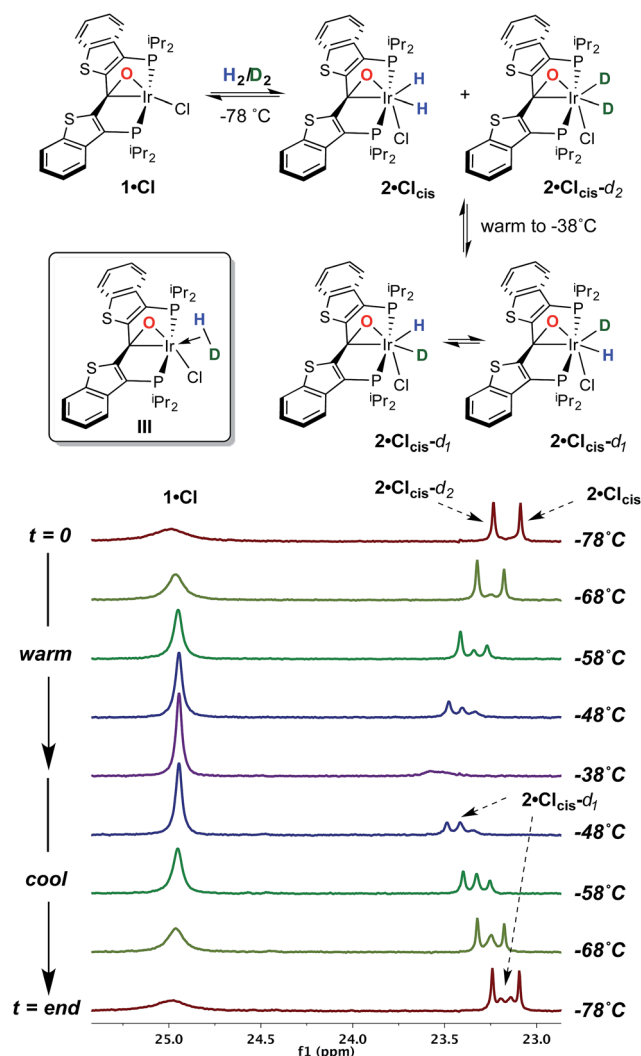 iPr2
iPr2
iPr2
S
O
P
H2/D2
S
O
P
H
S
O
P
D
Ir
Cl
-78 ˚C
Ir
H
+
Ir
D
S
P
S
P
Cl
S
P
Cl
iPr2
iPr2
iPr2
1•Cl
2•Clcis
2•Clcis-d2
warm to -38˚C
iPr2
iPr2
iPr2
S
O
P
H
S
O
P
H
S
O
P
D
Ir
D
Ir
D
Ir
H
S
P
Cl
S
P
Cl
S
P
Cl
iPr2
iPr2
iPr2
III
2•Clcis-d1
2•Clcis-d1
1•Cl
2•Clcis-d2
2•Clcis
t = 0
-78˚C
-68˚C
warm
-58˚C
-48˚C
-38˚C
2•Clcis-d1
-48˚C
cool
-58˚C
-68˚C
t = end
-78˚C
25.0
24.5
24.0
23.5
23.0
f1 (ppm)